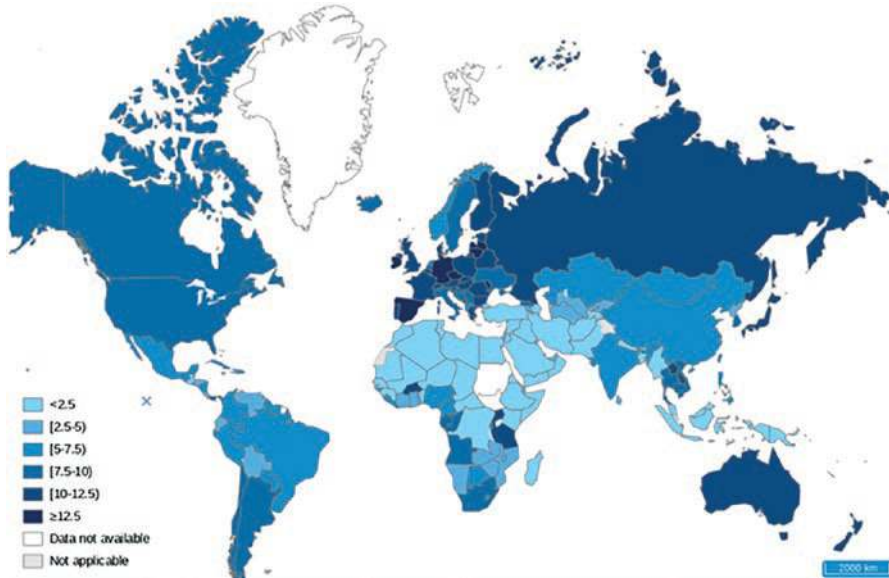 <2.5
[2.5-5)
[5-7.5)
[7.5-10)
[10-12.5)
≥12.5
Data not available
Not applicable
2000 km